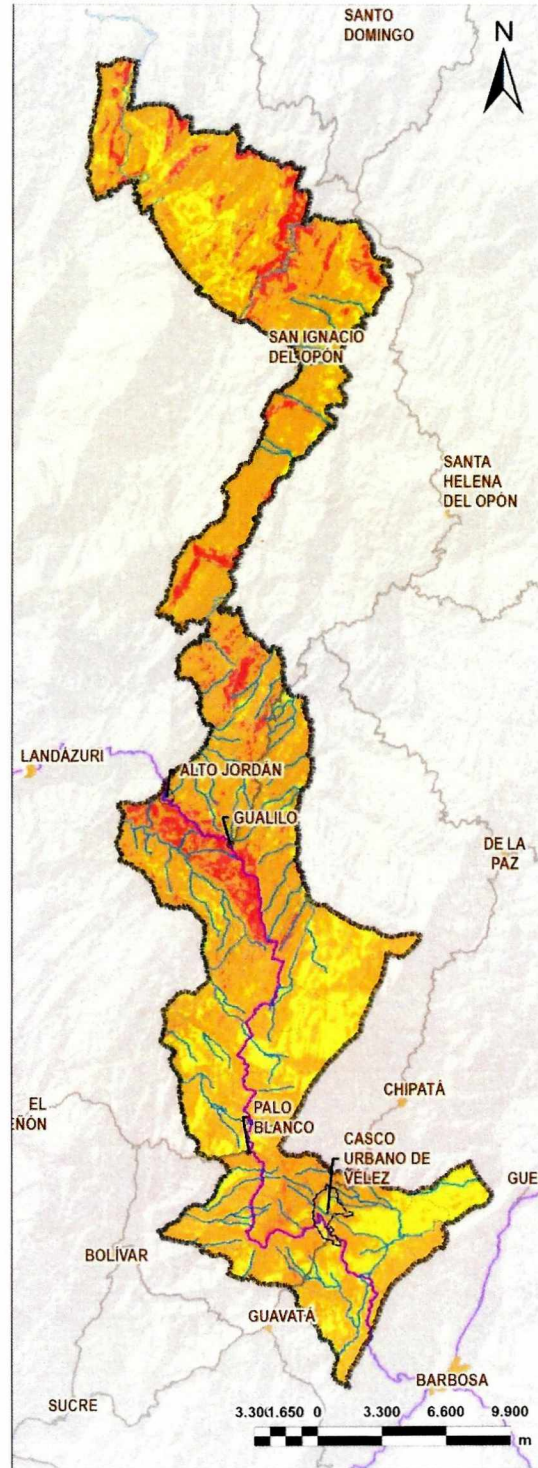 SANTO
DOMINGO
N
SAN IGNACIO
DEL OPÓN
SANTA
HELENA
DEL OPÓN
LANDÁZURI
ALTO JORDÁN
GUALILO
DE LA
PAZ
CHIPATÁ
EL
EÑÓN
PALO
BLANCO
CASCO
URBANO DE
VÉLEZ
GUE
BOLÍVAR
GUAVATÁ
BARBOSA
SUCRE
3.300 1.650 0 3.300 6.600 9.900
m